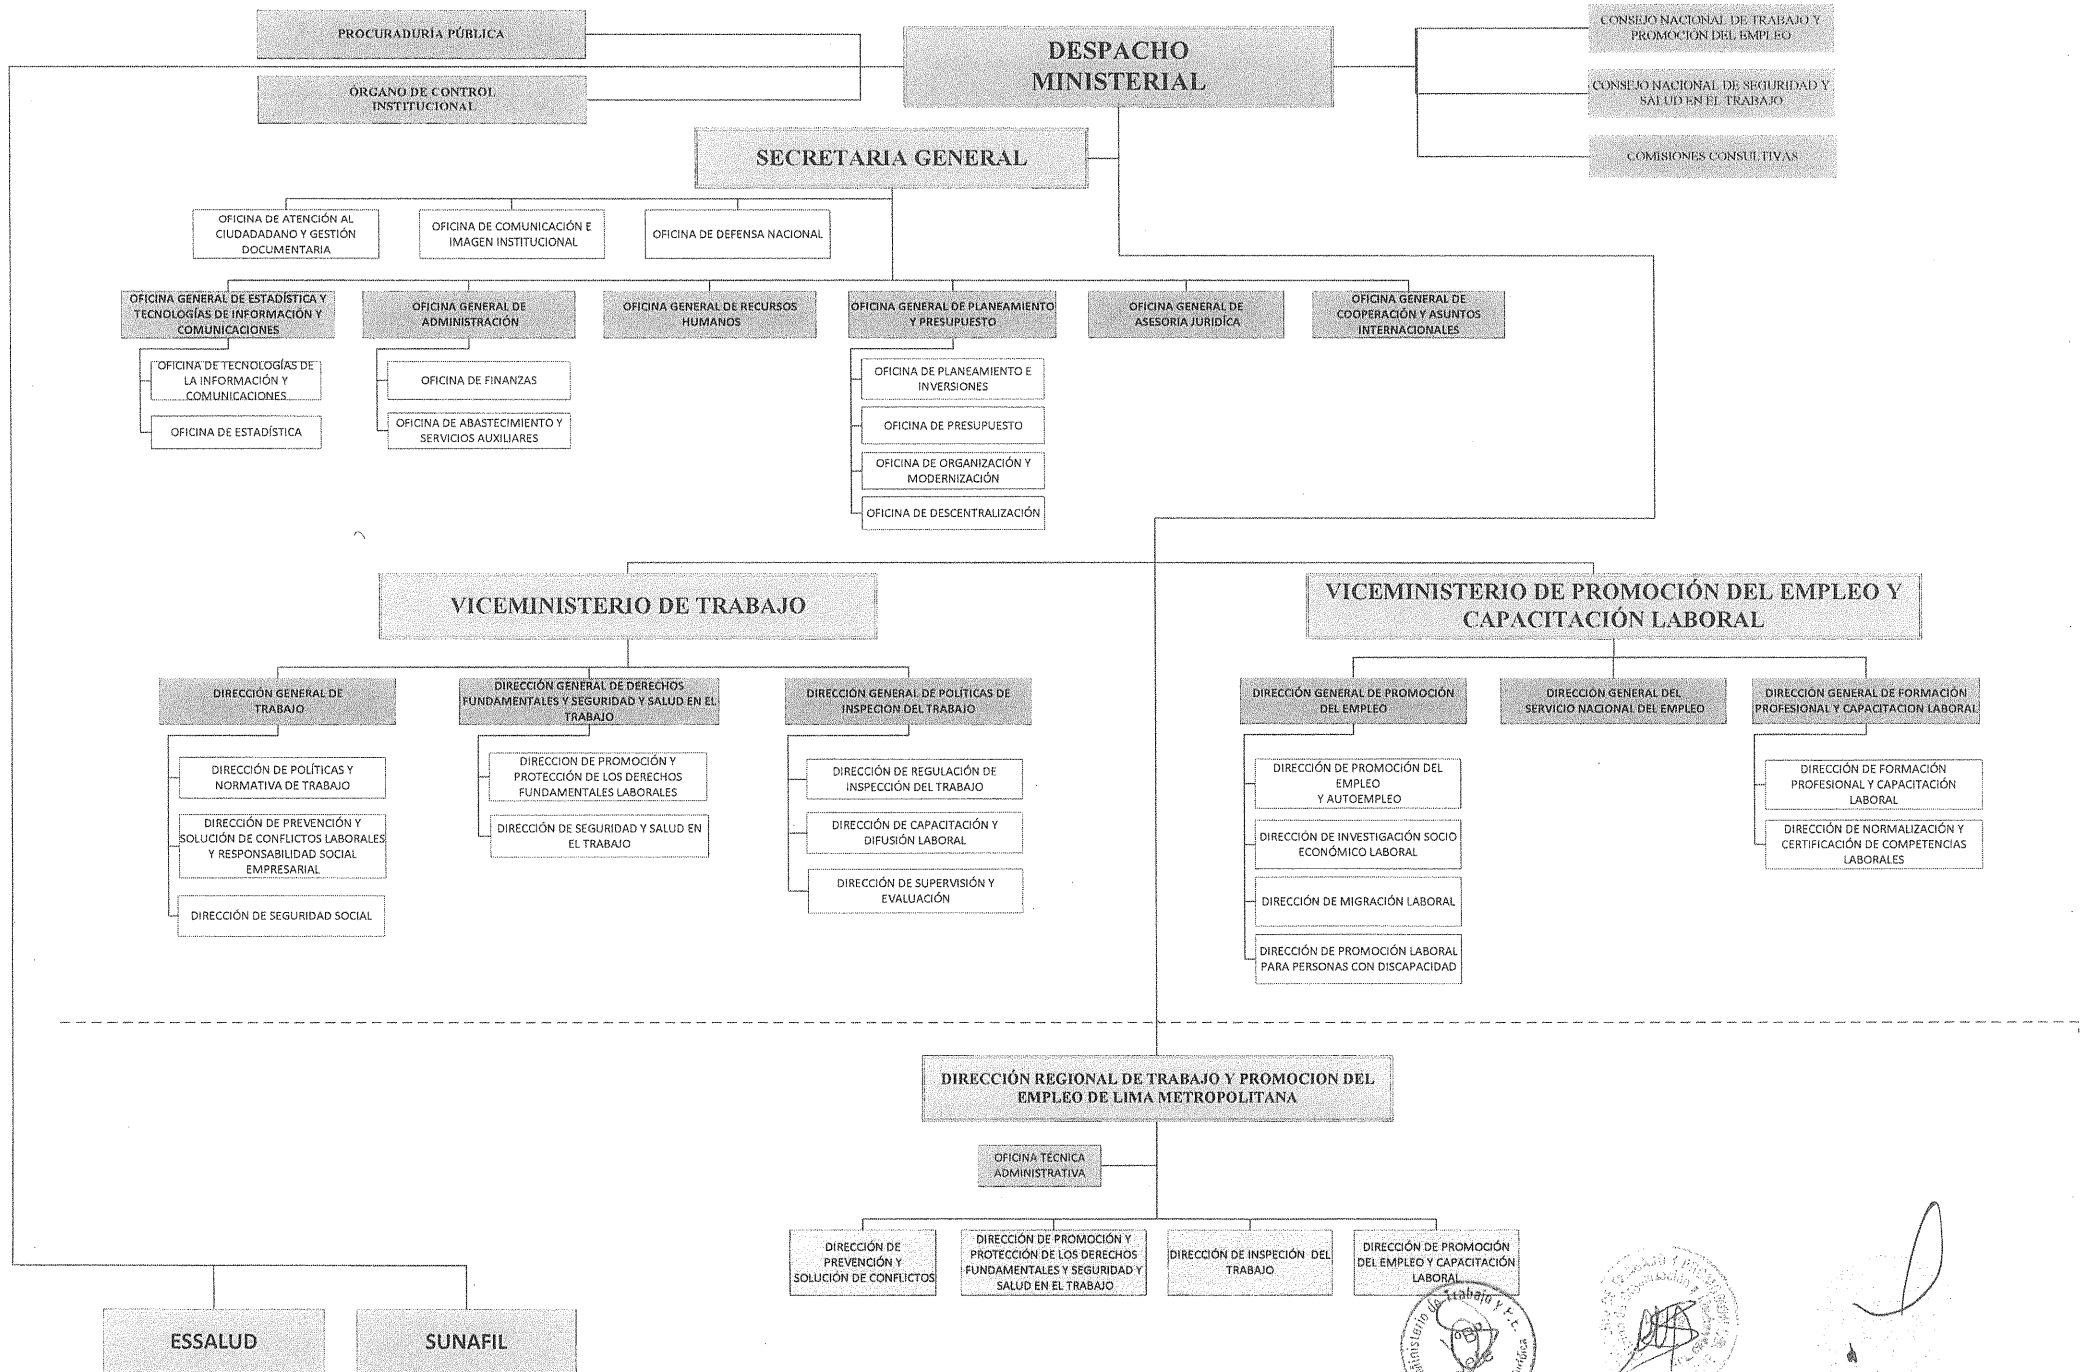 PROCURADURÍA PÚBLICA
ÓRGANO DE CONTROL
INSTITUCIONAL
DESPACHO
MINISTERIAL
CONSEJO NACIONAL DE TRABAJO Y
PROMOCIÓN DEL EMPLEO
CONSEJO NACIONAL DE SEGURIDAD Y
SALUD EN EL TRABAJO
COMISIONES CONSULTIVAS
SECRETARIA GENERAL
OFICINA DE ATENCIÓN AL
CIUDADADANO Y GESTIÓN
DOCUMENTARIA
OFICINA DE COMUNICACIÓN E
IMAGEN INSTITUCIONAL
OFICINA DE DEFENSA NACIONAL
OFICINA GENERAL DE ESTADÍSTICA Y
TECNOLOGÍAS DE INFORMACIÓN Y
COMUNICACIONES
OFICINA GENERAL DE
ADMINISTRACIÓN
OFICINA GENERAL DE RECURSOS
HUMANOS
OFICINA GENERAL DE PLANEAMIENTO
Y PRESUPUESTO
OFICINA GENERAL DE
ASESORIA JURIDÍCA
OFICINA GENERAL DE
COOPERACIÓN Y ASUNTOS
INTERNACIONALES
OFICINA DE TECNOLOGÍAS DE
LA INFORMACIÓN Y
COMUNICACIONES
OFICINA DE ESTADÍSTICA
OFICINA DE FINANZAS
OFICINA DE ABASTECIMIENTO Y
SERVICIOS AUXILIARES
OFICINA DE PLANEAMIENTO E
INVERSIONES
OFICINA DE PRESUPUESTO
OFICINA DE ORGANIZACIÓN Y
MODERNIZACIÓN
OFICINA DE DESCENTRALIZACIÓN
VICEMINISTERIO DE TRABAJO
VICEMINISTERIO DE PROMOCIÓN DEL EMPLEO Y
CAPACITACIÓN LABORAL
DIRECCIÓN GENERAL DE
TRABAJO
DIRECCIÓN GENERAL DE DERECHOS
FUNDAMENTALES Y SEGURIDAD Y SALUD EN EL
TRABAJO
DIRECCIÓN GENERAL DE POLÍTICAS DE
INSPECION DEL TRABAJO
DIRECCIÓN GENERAL DE PROMOCIÓN
DEL EMPLEO
DIRECCIÓN GENERAL DEL
SERVICIO NACIONAL DEL EMPLEO
DIRECCIÓN GENERAL DE FORMACIÓN
PROFESIONAL Y CAPACITACION LABORAL
DIRECCIÓN DE POLÍTICAS Y
NORMATIVA DE TRABAJO
DIRECCIÓN DE PREVENCIÓN Y
SOLUCIÓN DE CONFLICTOS LABORALES
Y RESPONSABILIDAD SOCIAL
EMPRESARIAL
DIRECCIÓN DE SEGURIDAD SOCIAL
DIRECCION DE PROMOCIÓN Y
PROTECCIÓN DE LOS DERECHOS
FUNDAMENTALES LABORALES
DIRECCIÓN DE SEGURIDAD Y SALUD EN
EL TRABAJO
DIRECCIÓN DE REGULACIÓN DE
INSPECCIÓN DEL TRABAJO
DIRECCIÓN DE CAPACITACIÓN Y
DIFUSIÓN LABORAL
DIRECCIÓN DE SUPERVISIÓN Y
EVALUACIÓN
DIRECCIÓN DE PROMOCIÓN DEL
EMPLEO
Y AUTOEMPLEO
DIRECCIÓN DE INVESTIGACIÓN SOCIO
ECONÓMICO LABORAL
DIRECCIÓN DE MIGRACIÓN LABORAL
DIRECCIÓN DE PROMOCIÓN LABORAL
PARA PERSONAS CON DISCAPACIDAD
DIRECCIÓN DE FORMACIÓN
PROFESIONAL Y CAPACITACIÓN
LABORAL
DIRECCIÓN DE NORMALIZACIÓN Y
CERTIFICACIÓN DE COMPETENCIAS
LABORALES
DIRECCIÓN REGIONAL DE TRABAJO Y PROMOCION DEL
EMPLEO DE LIMA METROPOLITANA
OFICINA TÉCNICA
ADMINISTRATIVA
DIRECCIÓN DE
PREVENCIÓN Y
SOLUCIÓN DE CONFLICTOS
DIRECCIÓN DE PROMOCIÓN Y
PROTECCIÓN DE LOS DERECHOS
FUNDAMENTALES Y SEGURIDAD Y
SALUD EN EL TRABAJO
DIRECCIÓN DE INSPECIÓN DEL
TRABAJO
DIRECCIÓN DE PROMOCIÓN
DEL EMPLEO Y CAPACITACIÓN
LABORAL
ESSALUD
SUNAFIL
Ministerio de Trabajo y P.E.